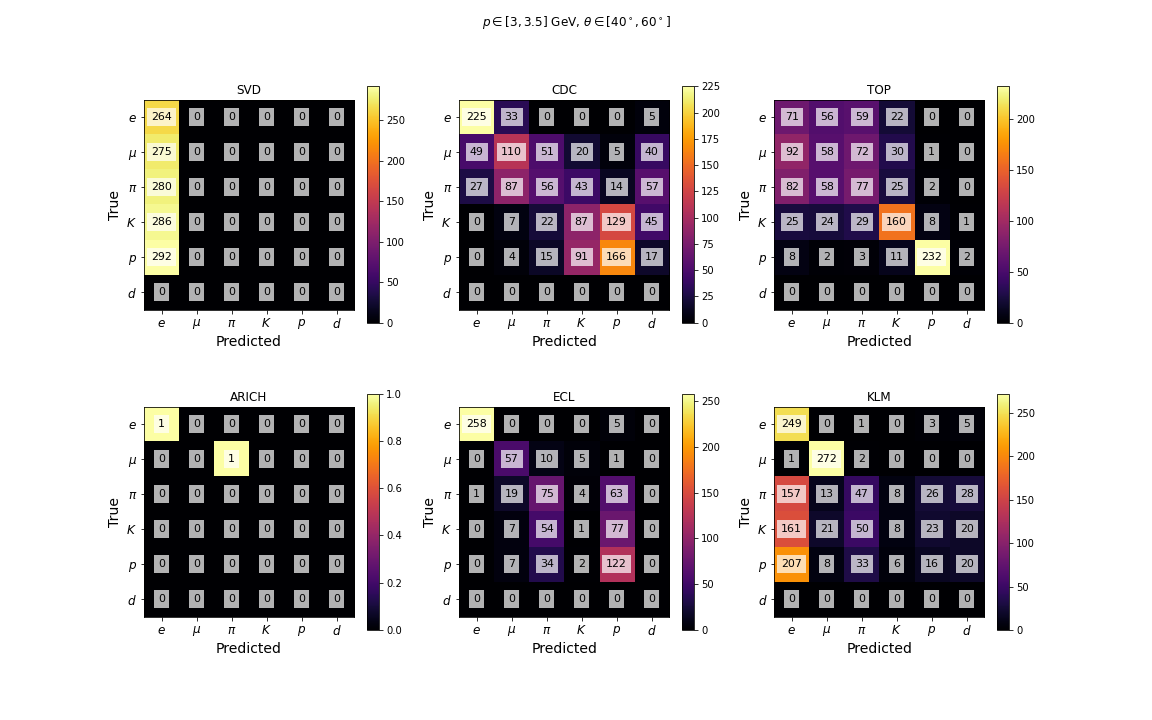 p ∈ [3, 3.5] GeV, θ ∈ [40°, 60°]
SVD
e 264 0 0 0 0 0
μ 275 0 0 0 0 0
π 280 0 0 0 0 0
K 286 0 0 0 0 0
p 292 0 0 0 0 0
d 0 0 0 0 0 0
e μ π K p d
True
Predicted
250
200
150
100
50
0
CDC
e 225 33 0 0 0 5
μ 49 110 51 20 5 40
π 27 87 56 43 14 57
K 0 7 22 87 129 45
p 0 4 15 91 166 17
d 0 0 0 0 0 0
e μ π K p d
True
Predicted
225
200
175
150
125
100
75
50
25
0
TOP
e 71 56 59 22 0 0
μ 92 58 72 30 1 0
π 82 58 77 25 2 0
K 25 24 29 160 8 1
p 8 2 3 11 232 2
d 0 0 0 0 0 0
e μ π K p d
True
Predicted
200
150
100
50
0
ARICH
e 1 0 0 0 0 0
μ 0 0 1 0 0 0
π 0 0 0 0 0 0
K 0 0 0 0 0 0
p 0 0 0 0 0 0
d 0 0 0 0 0 0
e μ π K p d
True
Predicted
1.0
0.8
0.6
0.4
0.2
0.0
ECL
e 258 0 0 0 5 0
μ 0 57 10 5 1 0
π 1 19 75 4 63 0
K 0 7 54 1 77 0
p 0 7 34 2 122 0
d 0 0 0 0 0 0
e μ π K p d
True
Predicted
250
200
150
100
50
0
KLM
e 249 0 1 0 3 5
μ 1 272 2 0 0 0
π 157 13 47 8 26 28
K 161 21 50 8 23 20
p 207 8 33 6 16 20
d 0 0 0 0 0 0
e μ π K p d
True
Predicted
250
200
150
100
50
0